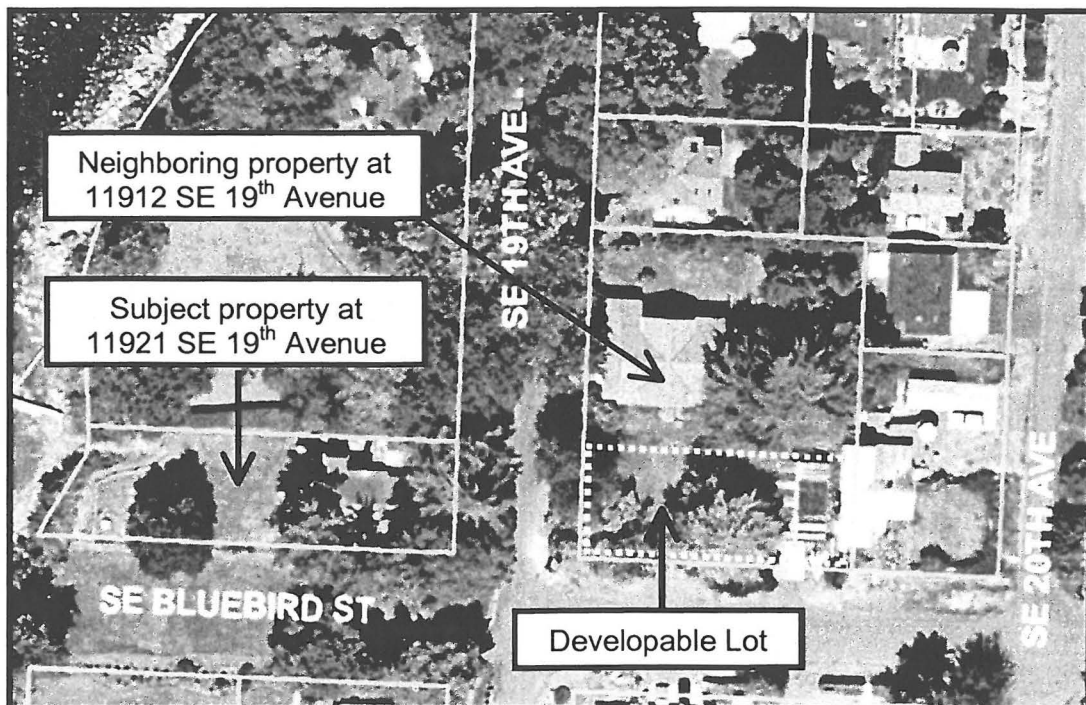 Neighboring property at
11912 SE 19th Avenue
SE 19TH AVE.
Subject property at
11921 SE 19th Avenue
SE 20TH AVE
SE BLUEBIRD ST
Developable Lot